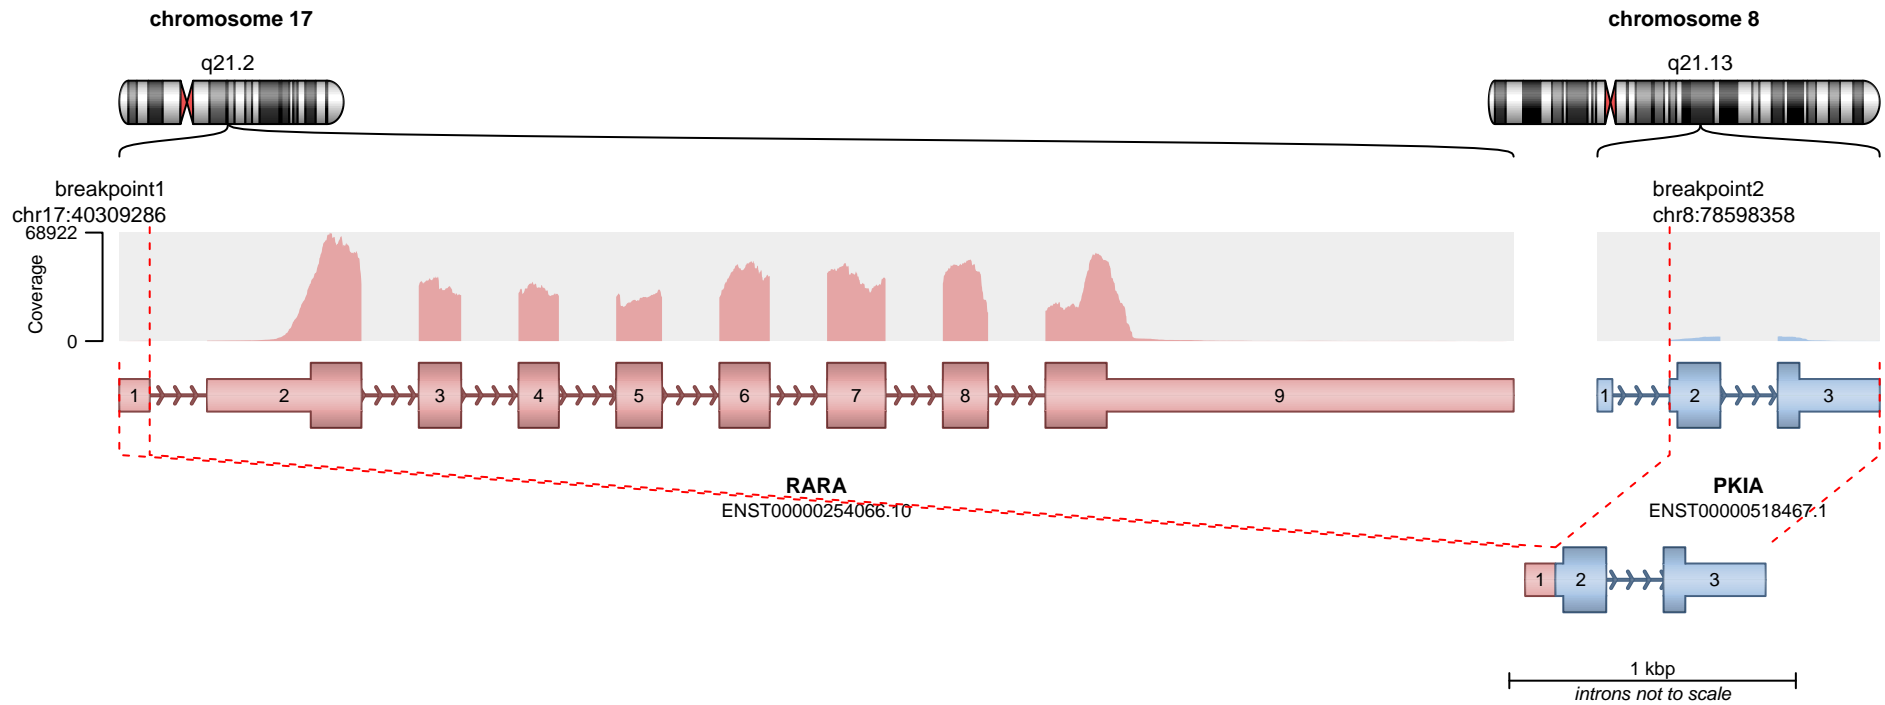 chromosome 17
chromosome 8
q21.2
q21.13
breakpoint1
chr17:40309286
breakpoint2
chr8:78598358
68922
Coverage
0
1
2
3
4
5
6
7
8
9
1
2
3
RARA
ENST00000254066.10
PKIA
ENST00000518467.1
1
2
3
1 kbp
introns not to scale